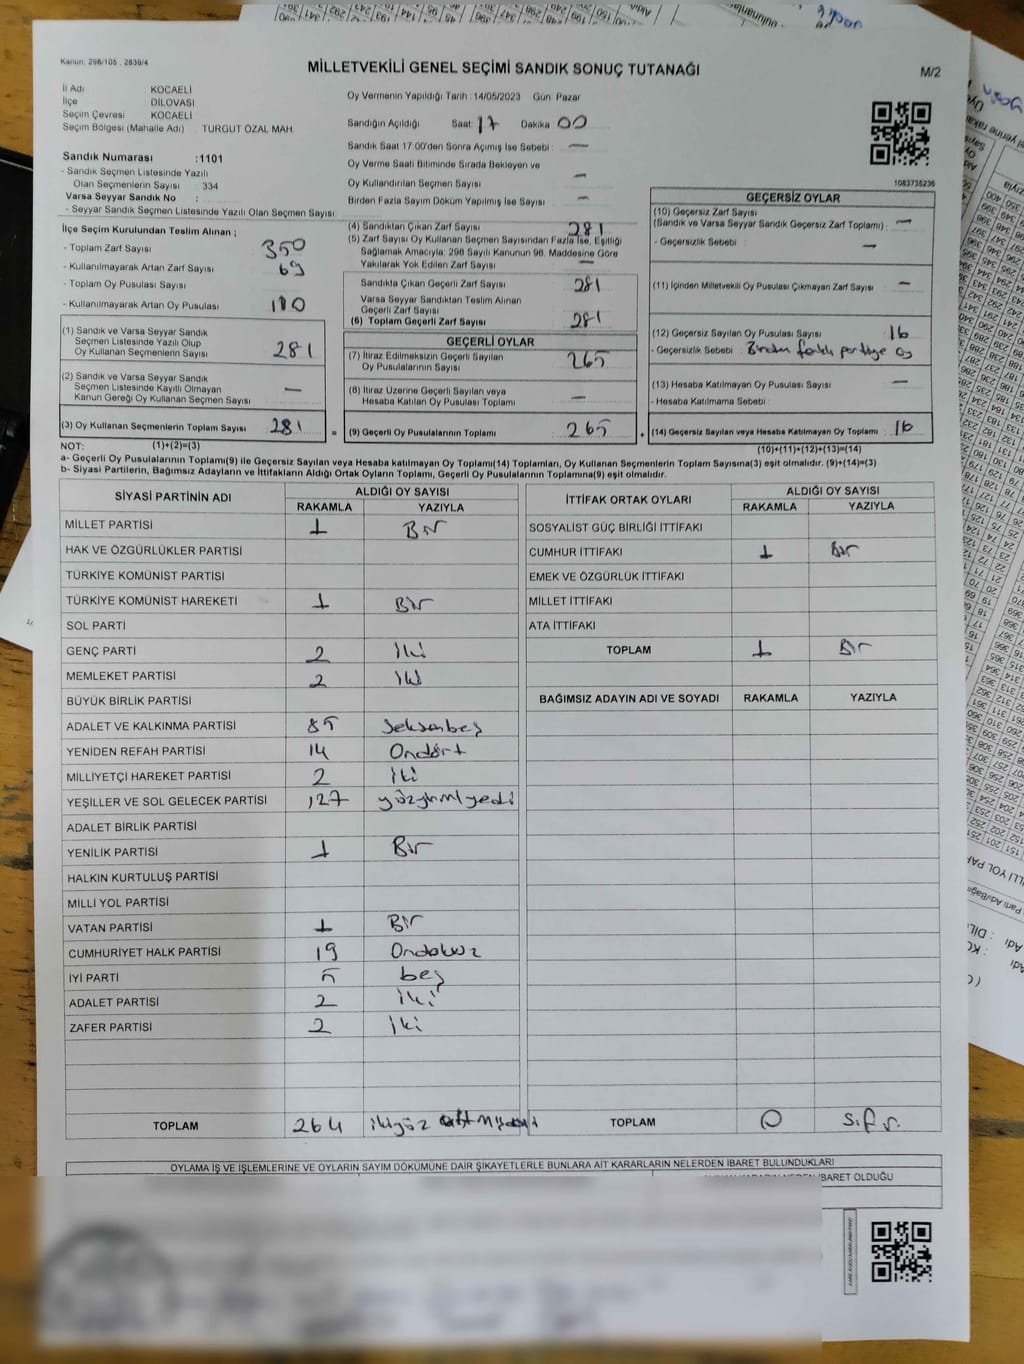 Kanun: 298/105 , 2839/4
MİLLETVEKİLİ GENEL SEÇİMİ SANDIK SONUÇ TUTANAĞI
M/2
İl Adı : KOCAELİ
İlçe : DİLOVASI
Seçim Çevresi : KOCAELİ
Seçim Bölgesi (Mahalle Adı) : TURGUT ÖZAL MAH.
Oy Vermenin Yapıldığı Tarih :14/05/2023 Gün: Pazar
Sandığın Açıldığı Saat: 17 Dakika 00
Sandık Saat 17:00'den Sonra Açılmış İse Sebebi : —
Oy Verme Saati Bitiminde Sırada Bekleyen ve
Oy Kullandırılan Seçmen Sayısı : —
Birden Fazla Sayım Döküm Yapılmış İse Sayısı : —
1083735236
Sandık Numarası :1101
- Sandık Seçmen Listesinde Yazılı
Olan Seçmenlerin Sayısı : 334
Varsa Seyyar Sandık No :
- Seyyar Sandık Seçmen Listesinde Yazılı Olan Seçmen Sayısı :
İlçe Seçim Kurulundan Teslim Alınan ;
- Toplam Zarf Sayısı : 350
- Kullanılmayarak Artan Zarf Sayısı : 69
- Toplam Oy Pusulası Sayısı :
- Kullanılmayarak Artan Oy Pusulası : 110
(1) Sandık ve Varsa Seyyar Sandık
Seçmen Listesinde Yazılı Olup
Oy Kullanan Seçmenlerin Sayısı : 281
(2) Sandık ve Varsa Seyyar Sandık
Seçmen Listesinde Kayıtlı Olmayan
Kanun Gereği Oy Kullanan Seçmen Sayısı : —
(3) Oy Kullanan Seçmenlerin Toplam Sayısı : 281
(4) Sandıktan Çıkan Zarf Sayısı : 281
(5) Zarf Sayısı Oy Kullanan Seçmen Sayısından Fazla İse, Eşitliği
Sağlamak Amacıyla; 298 Sayılı Kanunun 98. Maddesine Göre
Yakılarak Yok Edilen Zarf Sayısı : —
Sandıkta Çıkan Geçerli Zarf Sayısı : 281
Varsa Seyyar Sandıktan Teslim Alınan
Geçerli Zarf Sayısı :
(6) Toplam Geçerli Zarf Sayısı : 281
GEÇERLİ OYLAR
(7) İtiraz Edilmeksizin Geçerli Sayılan
Oy Pusulalarının Sayısı : 265
(8) İtiraz Üzerine Geçerli Sayılan veya
Hesaba Katılan Oy Pusulası Toplamı : —
= (9) Geçerli Oy Pusulalarının Toplamı : 265 +
GEÇERSİZ OYLAR
(10) Geçersiz Zarf Sayısı
(Sandık ve Varsa Seyyar Sandık Geçersiz Zarf Toplamı) : —
- Geçersizlik Sebebi : —
(11) İçinden Milletvekili Oy Pusulası Çıkmayan Zarf Sayısı : —
(12) Geçersiz Sayılan Oy Pusulası Sayısı : 16
- Geçersizlik Sebebi : Birden fazla partiye oy
(13) Hesaba Katılmayan Oy Pusulası Sayısı : —
- Hesaba Katılmama Sebebi :
(14) Geçersiz Sayılan veya Hesaba Katılmayan Oy Toplamı : 16
NOT: (1)+(2)=(3) (10)+(11)+(12)+(13)=(14)
a- Geçerli Oy Pusulalarının Toplamı(9) ile Geçersiz Sayılan veya Hesaba katılmayan Oy Toplamı(14) Toplamları, Oy Kullanan Seçmenlerin Toplam Sayısına(3) eşit olmalıdır. (9)+(14)=(3)
b- Siyasi Partilerin, Bağımsız Adayların ve İttifakların Aldığı Ortak Oyların Toplamı, Geçerli Oy Pusulalarının Toplamına(9) eşit olmalıdır.
SİYASİ PARTİNİN ADI ALDIĞI OY SAYISI
RAKAMLA YAZIYLA
MİLLET PARTİSİ 1 Bir
HAK VE ÖZGÜRLÜKLER PARTİSİ
TÜRKİYE KOMÜNİST PARTİSİ
TÜRKİYE KOMÜNİST HAREKETİ 1 Bir
SOL PARTİ
GENÇ PARTİ 2 İki
MEMLEKET PARTİSİ 2 İki
BÜYÜK BİRLİK PARTİSİ
ADALET VE KALKINMA PARTİSİ 85 Seksenbeş
YENİDEN REFAH PARTİSİ 14 Ondört
MİLLİYETÇİ HAREKET PARTİSİ 2 İki
YEŞİLLER VE SOL GELECEK PARTİSİ 127 yüzyirmiyedi
ADALET BİRLİK PARTİSİ
YENİLİK PARTİSİ 1 Bir
HALKIN KURTULUŞ PARTİSİ
MİLLİ YOL PARTİSİ
VATAN PARTİSİ 1 Bir
CUMHURİYET HALK PARTİSİ 19 Ondokuz
İYİ PARTİ 5 beş
ADALET PARTİSİ 2 İki
ZAFER PARTİSİ 2 İki
TOPLAM 264 ikiyüz
İTTİFAK ORTAK OYLARI ALDIĞI OY SAYISI
RAKAMLA YAZIYLA
SOSYALİST GÜÇ BİRLİĞİ İTTİFAKI
CUMHUR İTTİFAKI 1 Bir
EMEK VE ÖZGÜRLÜK İTTİFAKI
MİLLET İTTİFAKI
ATA İTTİFAKI
TOPLAM 1 Bir
BAĞIMSIZ ADAYIN ADI VE SOYADI RAKAMLA YAZIYLA
TOPLAM 0 Sıfır
OYLAMA İŞ VE İŞLEMLERİNE VE OYLARIN SAYIM DÖKÜMÜNE DAİR ŞİKAYETLERLE BUNLARA AİT KARARLARIN NELERDEN İBARET BULUNDUKLARI
İBARET OLDUĞU